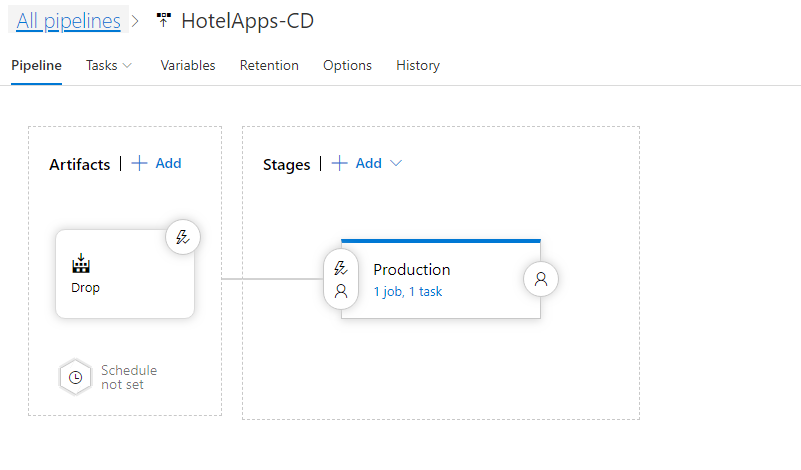 All pipelines > HotelApps-CD
Pipeline Tasks Variables Retention Options History
Artifacts | + Add
Stages | + Add
Drop
Production
1 job, 1 task
Schedule
not set